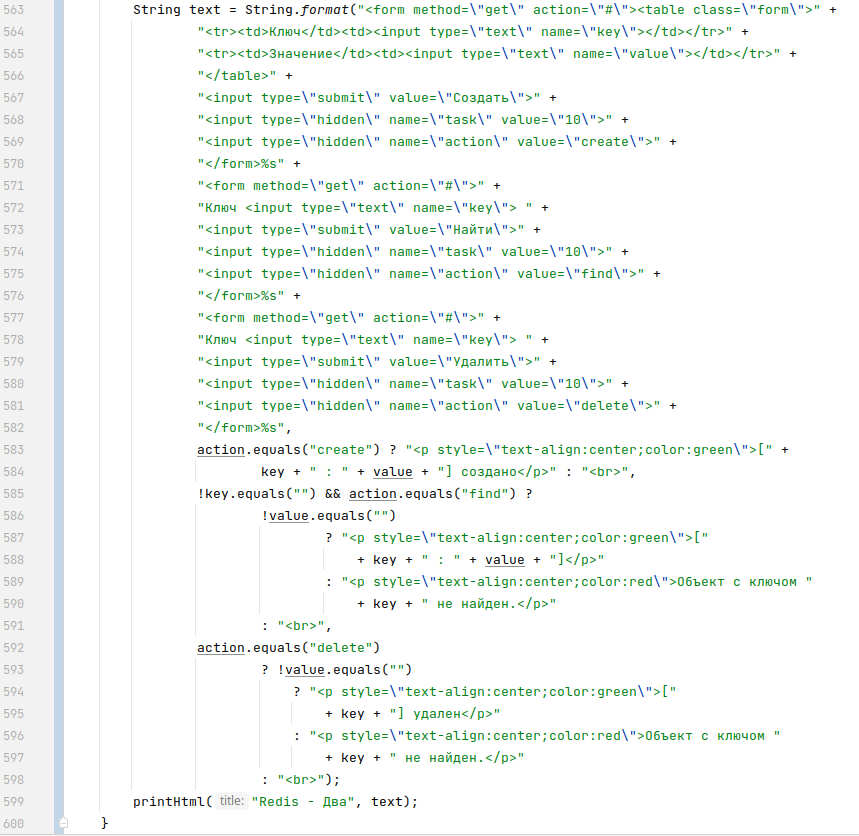 563 String text = String.format("<form method=\"get\" action=\"#\"><table class=\"form\">" +
564 "<tr><td>Ключ</td><td><input type=\"text\" name=\"key\"></td></tr>" +
565 "<tr><td>Значение</td><td><input type=\"text\" name=\"value\"></td></tr>" +
566 "</table>" +
567 "<input type=\"submit\" value=\"Создать\">" +
568 "<input type=\"hidden\" name=\"task\" value=\"10\">" +
569 "<input type=\"hidden\" name=\"action\" value=\"create\">" +
570 "</form>%s" +
571 "<form method=\"get\" action=\"#\">" +
572 "Ключ <input type=\"text\" name=\"key\"> " +
573 "<input type=\"submit\" value=\"Найти\">" +
574 "<input type=\"hidden\" name=\"task\" value=\"10\">" +
575 "<input type=\"hidden\" name=\"action\" value=\"find\">" +
576 "</form>%s" +
577 "<form method=\"get\" action=\"#\">" +
578 "Ключ <input type=\"text\" name=\"key\"> " +
579 "<input type=\"submit\" value=\"Удалить\">" +
580 "<input type=\"hidden\" name=\"task\" value=\"10\">" +
581 "<input type=\"hidden\" name=\"action\" value=\"delete\">" +
582 "</form>%s",
583 action.equals("create") ? "<p style=\"text-align:center;color:green\">[" +
584 key + " : " + value + "] создано</p>" : "<br>",
585 !key.equals("") && action.equals("find") ?
586 !value.equals("")
587 ? "<p style=\"text-align:center;color:green\">["
588 + key + " : " + value + "]</p>"
589 : "<p style=\"text-align:center;color:red\">Объект с ключом "
590 + key + " не найден.</p>"
591 : "<br>",
592 action.equals("delete")
593 ? !value.equals("")
594 ? "<p style=\"text-align:center;color:green\">["
595 + key + "] удален</p>"
596 : "<p style=\"text-align:center;color:red\">Объект с ключом "
597 + key + " не найден.</p>"
598 : "<br>");
599 printHtml( title: "Redis - Два", text);
600 }